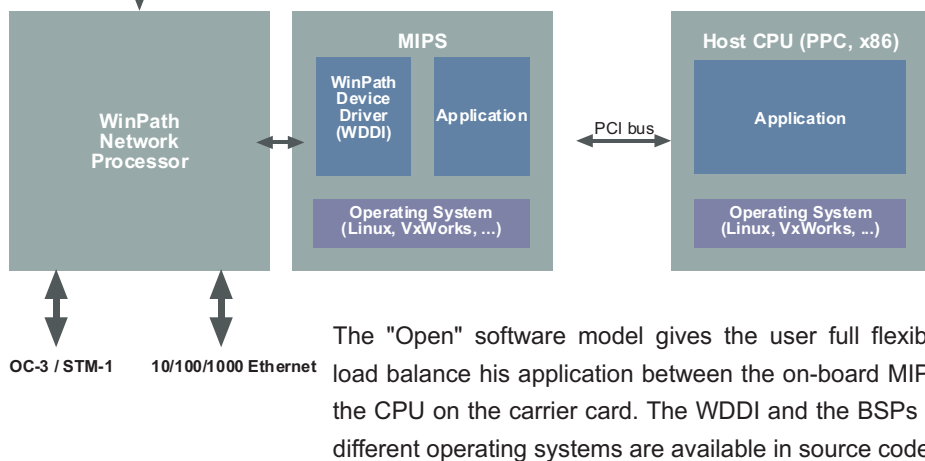 WinPath
Network
Processor
MIPS
WinPath
Device
Driver
(WDDI)
Application
Operating System
(Linux, VxWorks, ...)
PCI bus
Host CPU (PPC, x86)
Application
Operating System
(Linux, VxWorks, ...)
OC-3 / STM-1
10/100/1000 Ethernet
The "Open" software model gives the user full
load balance his application between the on-board
the CPU on the carrier card. The WDDI and the BSPs
different operating systems are available in source code